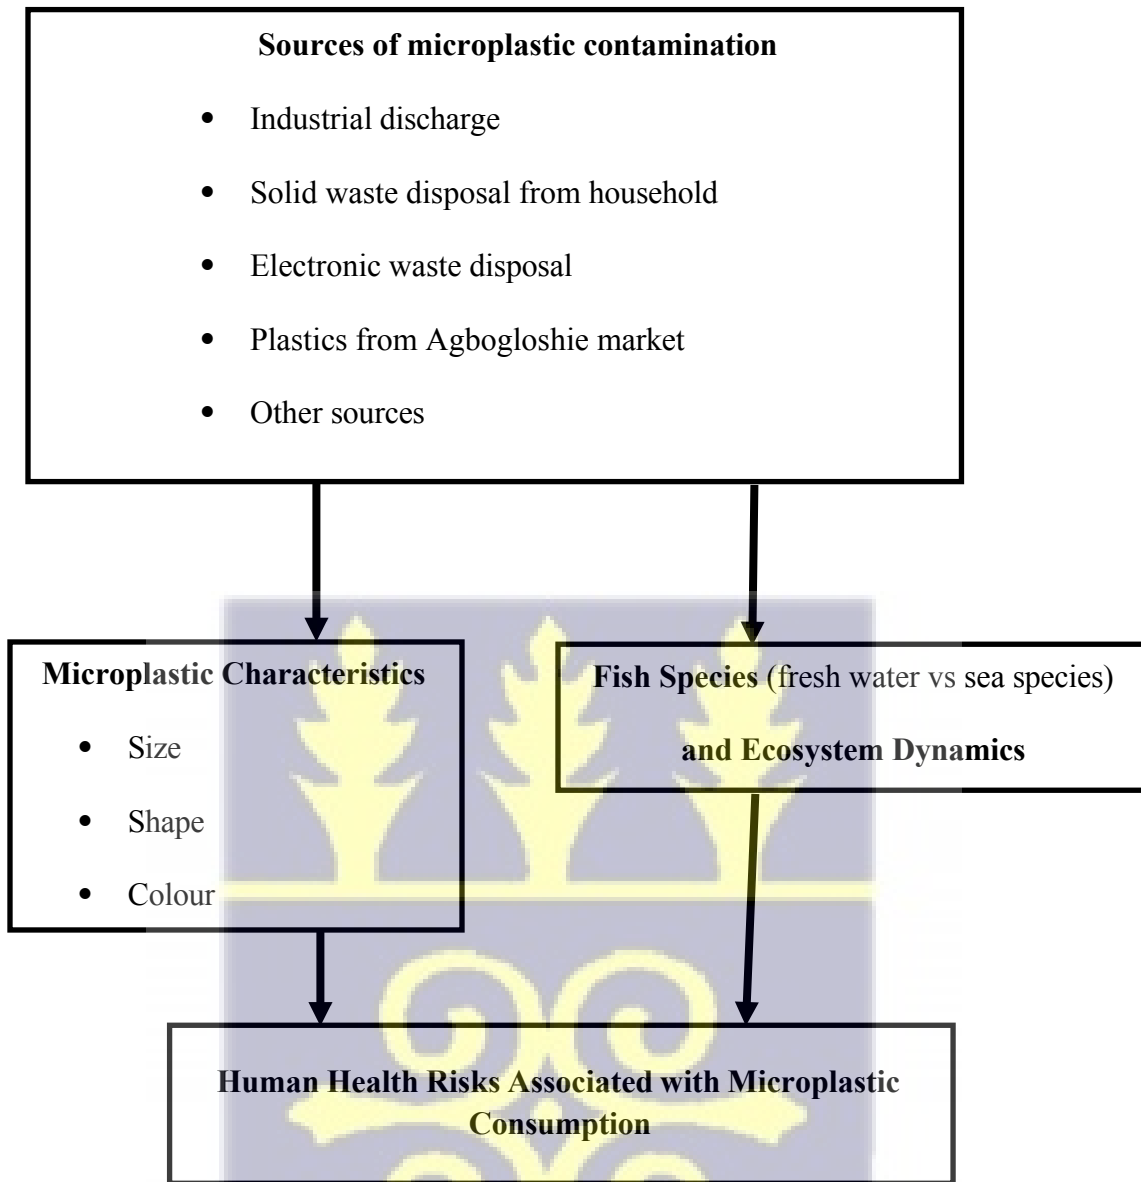 Sources of microplastic contamination
• Industrial discharge
• Solid waste disposal from household
• Electronic waste disposal
• Plastics from Agbogloshie market
• Other sources
Microplastic Characteristics
• Size
• Shape
• Colour
Fish Species (fresh water vs sea species)
and Ecosystem Dynamics
Human Health Risks Associated with Microplastic
Consumption